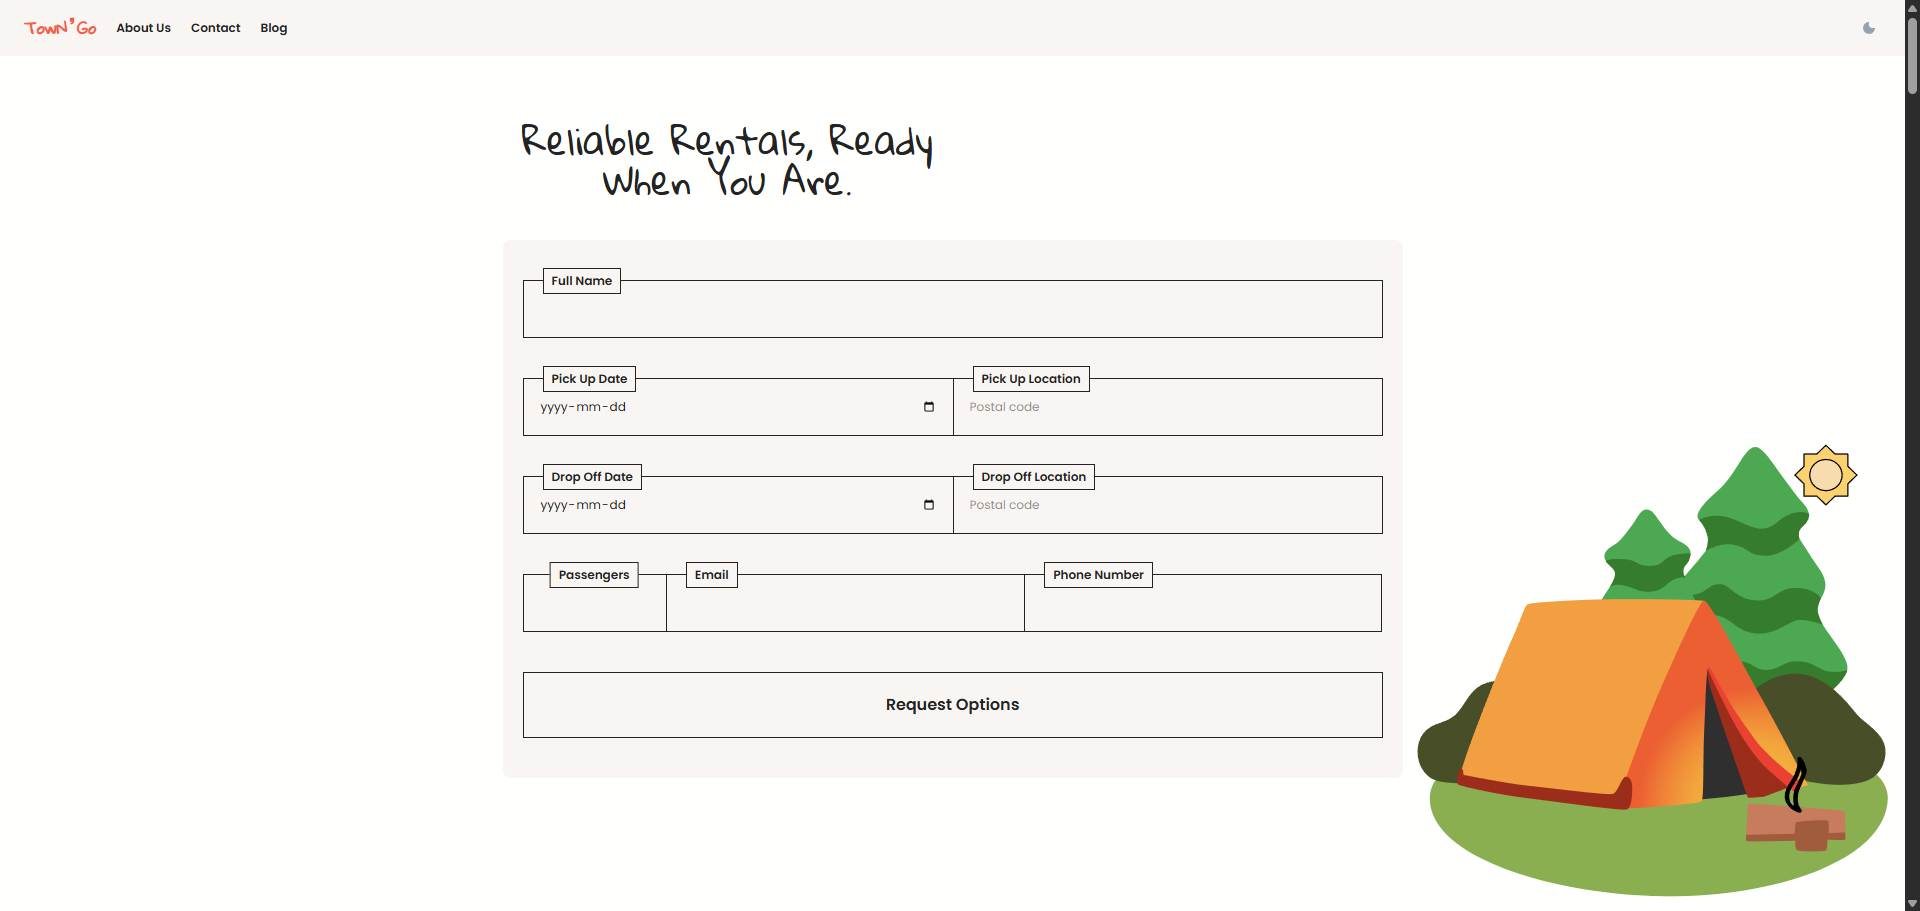 Town'Go
About Us
Contact
Blog
Reliable Rentals, Ready
When You Are.
Full Name
Pick Up Date
Pick Up Location
yyyy-mm-dd
Postal code
Drop Off Date
Drop Off Location
yyyy-mm-dd
Postal code
Passengers
Email
Phone Number
Request Options